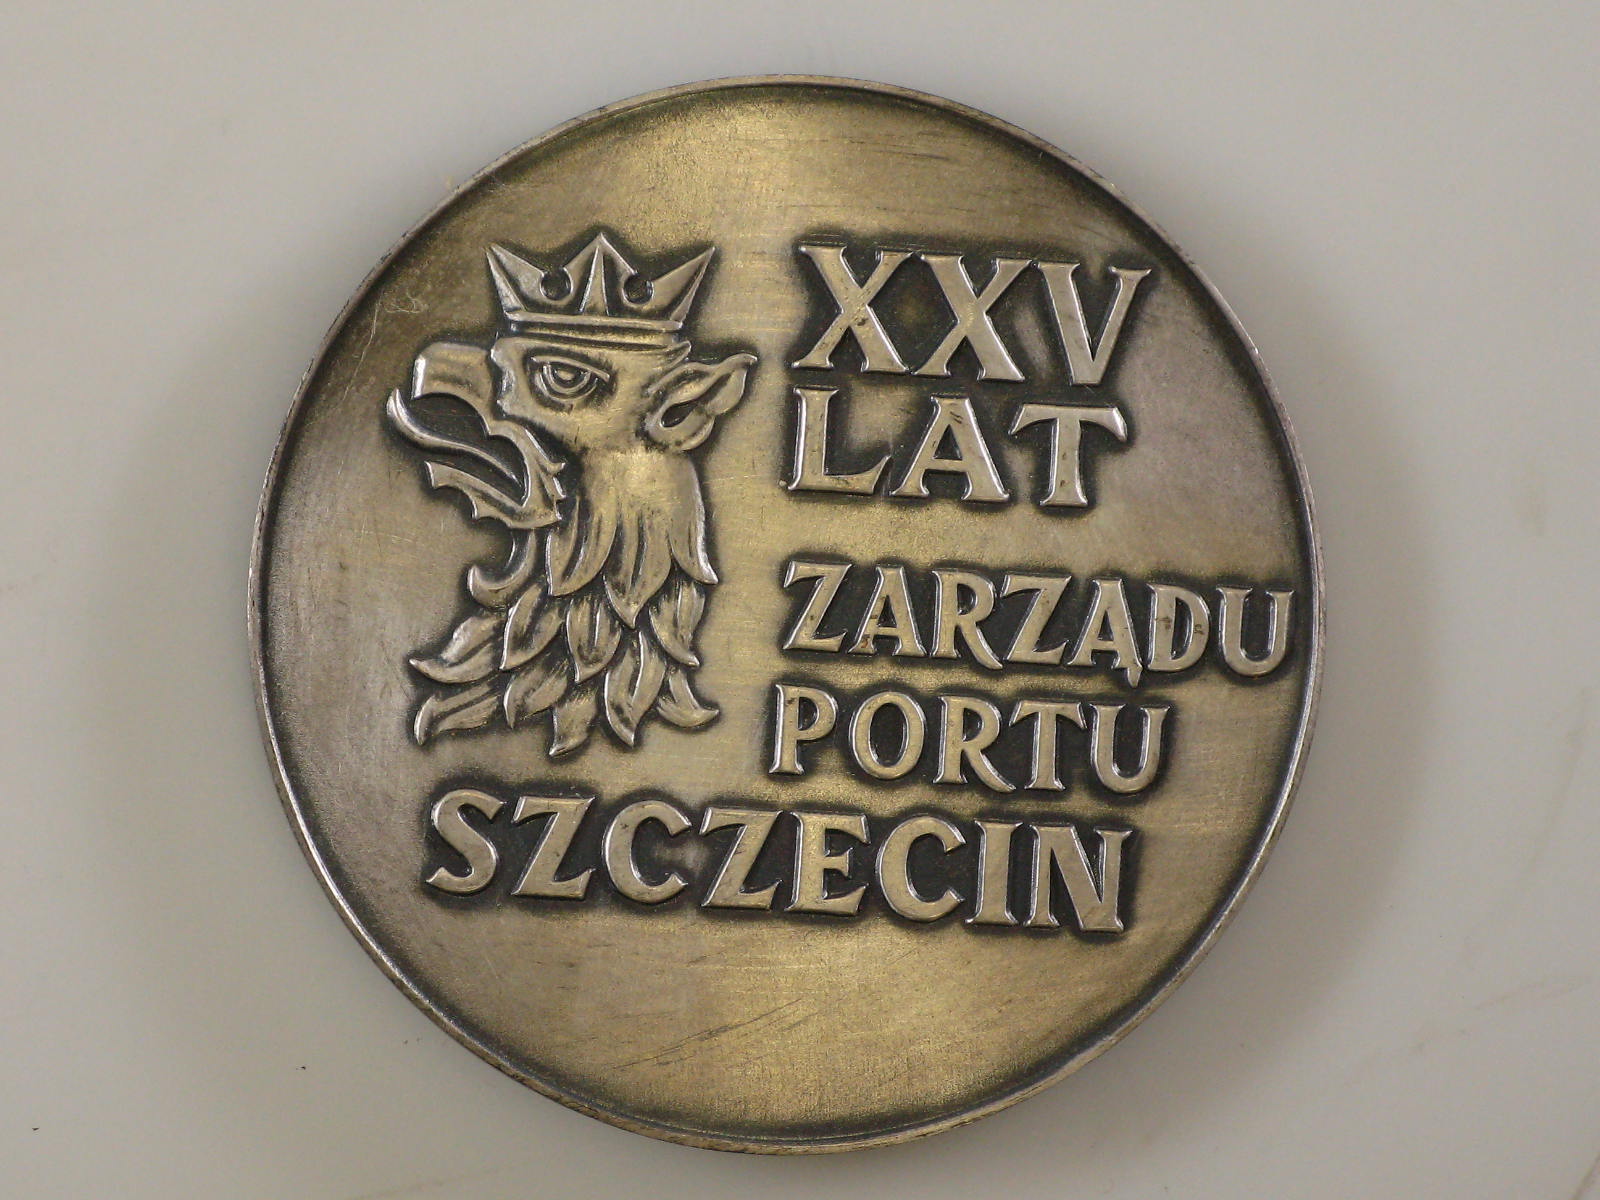 XXV
LAT
ZARZĄDU
PORTU
SZCZECIN